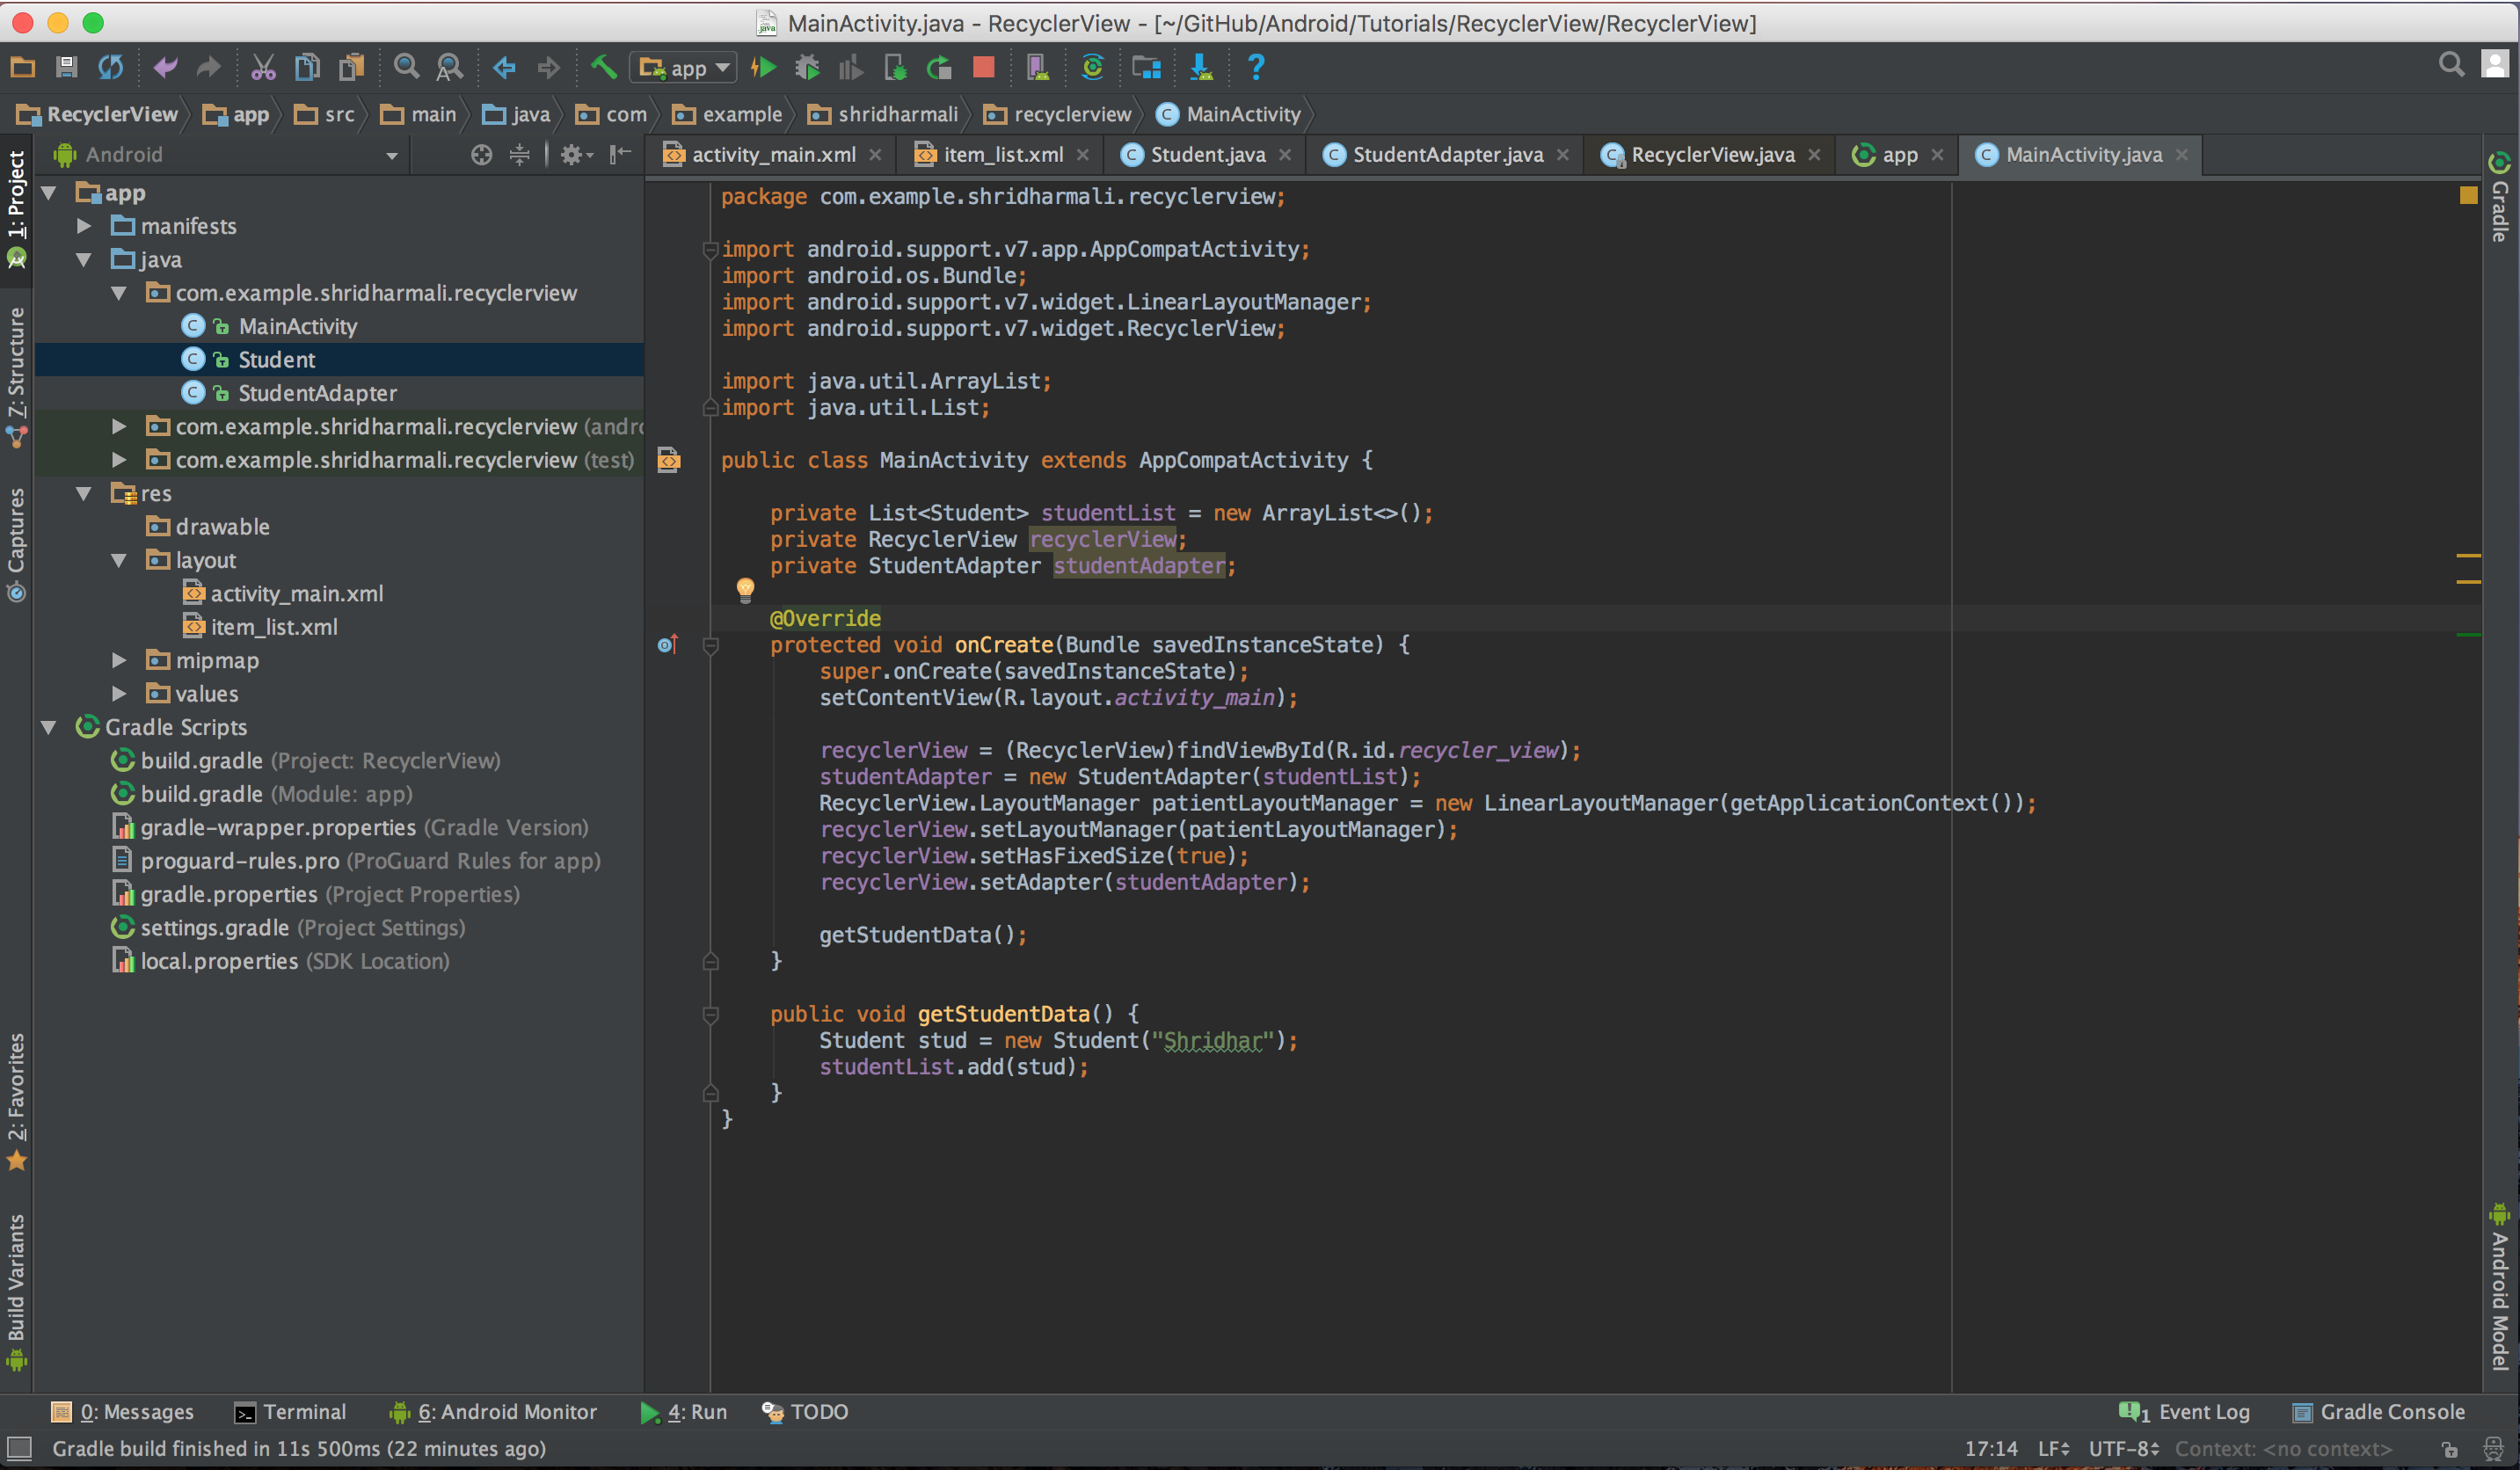 MainActivity.java - RecyclerView - [~/GitHub/Android/Tutorials/RecyclerView/RecyclerView]
app
RecyclerView app src main java com example shridharmali recyclerview MainActivity
Android
activity_main.xml item_list.xml Student.java StudentAdapter.java RecyclerView.java app MainActivity.java
1: Project
7: Structure
Captures
2: Favorites
Build Variants
app
manifests
java
com.example.shridharmali.recyclerview
MainActivity
Student
StudentAdapter
com.example.shridharmali.recyclerview (andro
com.example.shridharmali.recyclerview (test)
res
drawable
layout
activity_main.xml
item_list.xml
mipmap
values
Gradle Scripts
build.gradle (Project: RecyclerView)
build.gradle (Module: app)
gradle-wrapper.properties (Gradle Version)
proguard-rules.pro (ProGuard Rules for app)
gradle.properties (Project Properties)
settings.gradle (Project Settings)
local.properties (SDK Location)
package com.example.shridharmali.recyclerview;
import android.support.v7.app.AppCompatActivity;
import android.os.Bundle;
import android.support.v7.widget.LinearLayoutManager;
import android.support.v7.widget.RecyclerView;
import java.util.ArrayList;
import java.util.List;
public class MainActivity extends AppCompatActivity {
private List<Student> studentList = new ArrayList<>();
private RecyclerView recyclerView;
private StudentAdapter studentAdapter;
@Override
protected void onCreate(Bundle savedInstanceState) {
super.onCreate(savedInstanceState);
setContentView(R.layout.activity_main);
recyclerView = (RecyclerView)findViewById(R.id.recycler_view);
studentAdapter = new StudentAdapter(studentList);
RecyclerView.LayoutManager patientLayoutManager = new LinearLayoutManager(getApplicationContext());
recyclerView.setLayoutManager(patientLayoutManager);
recyclerView.setHasFixedSize(true);
recyclerView.setAdapter(studentAdapter);
getStudentData();
}
public void getStudentData() {
Student stud = new Student("Shridhar");
studentList.add(stud);
}
}
Gradle
Android Model
0: Messages Terminal 6: Android Monitor 4: Run TODO 1 Event Log Gradle Console
Gradle build finished in 11s 500ms (22 minutes ago) 17:14 LF UTF-8 Context: <no context>